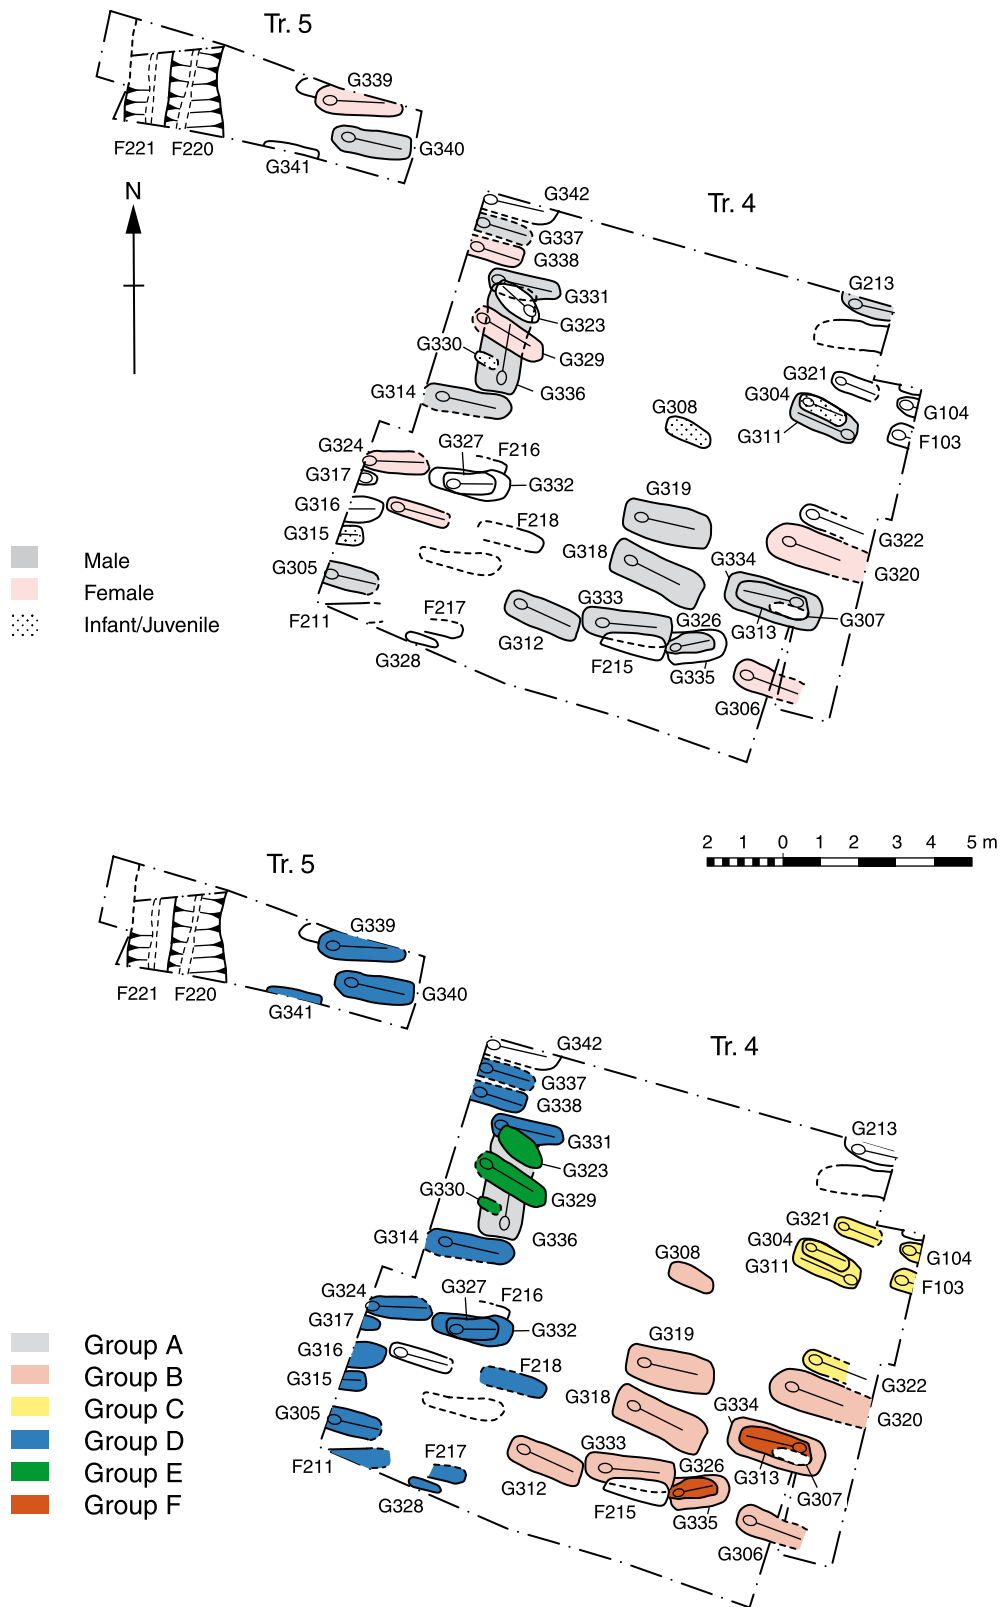 Tr. 5
G339
F221 F220
G341
G340
N
Tr. 4
G342
G337
G338
G331
G323
G330
G329
G336
G314
G213
G321
G304
G311
G104
F103
G308
G324
G327
F216
G317
G332
G316
G315
F218
G305
F211
F217
G328
G319
G318
G333
G312
F215
G326
G335
G334
G313
G307
G322
G320
G306
Male
Female
Infant/Juvenile
2 1 0 1 2 3 4 5 m
Tr. 5
G339
F221 F220
G341
G340
Tr. 4
G342
G337
G338
G331
G323
G330
G329
G336
G314
G213
G321
G304
G311
G104
F103
G308
G324
G327
F216
G317
G332
G316
G315
F218
G305
F211
F217
G328
G319
G318
G333
G312
F215
G326
G335
G334
G313
G307
G322
G320
G306
Group A
Group B
Group C
Group D
Group E
Group F